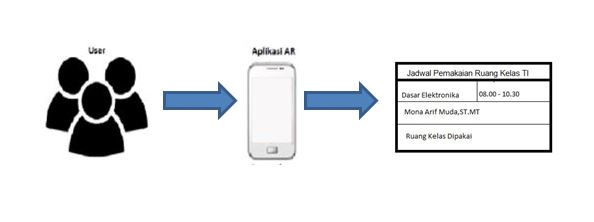 User
Aplikasi AR
Jadwal Pemakaian Ruang Kelas TI
Dasar Elektronika 08.00 - 10.30
Mona Arif Muda,ST.MT
Ruang Kelas Dipakai